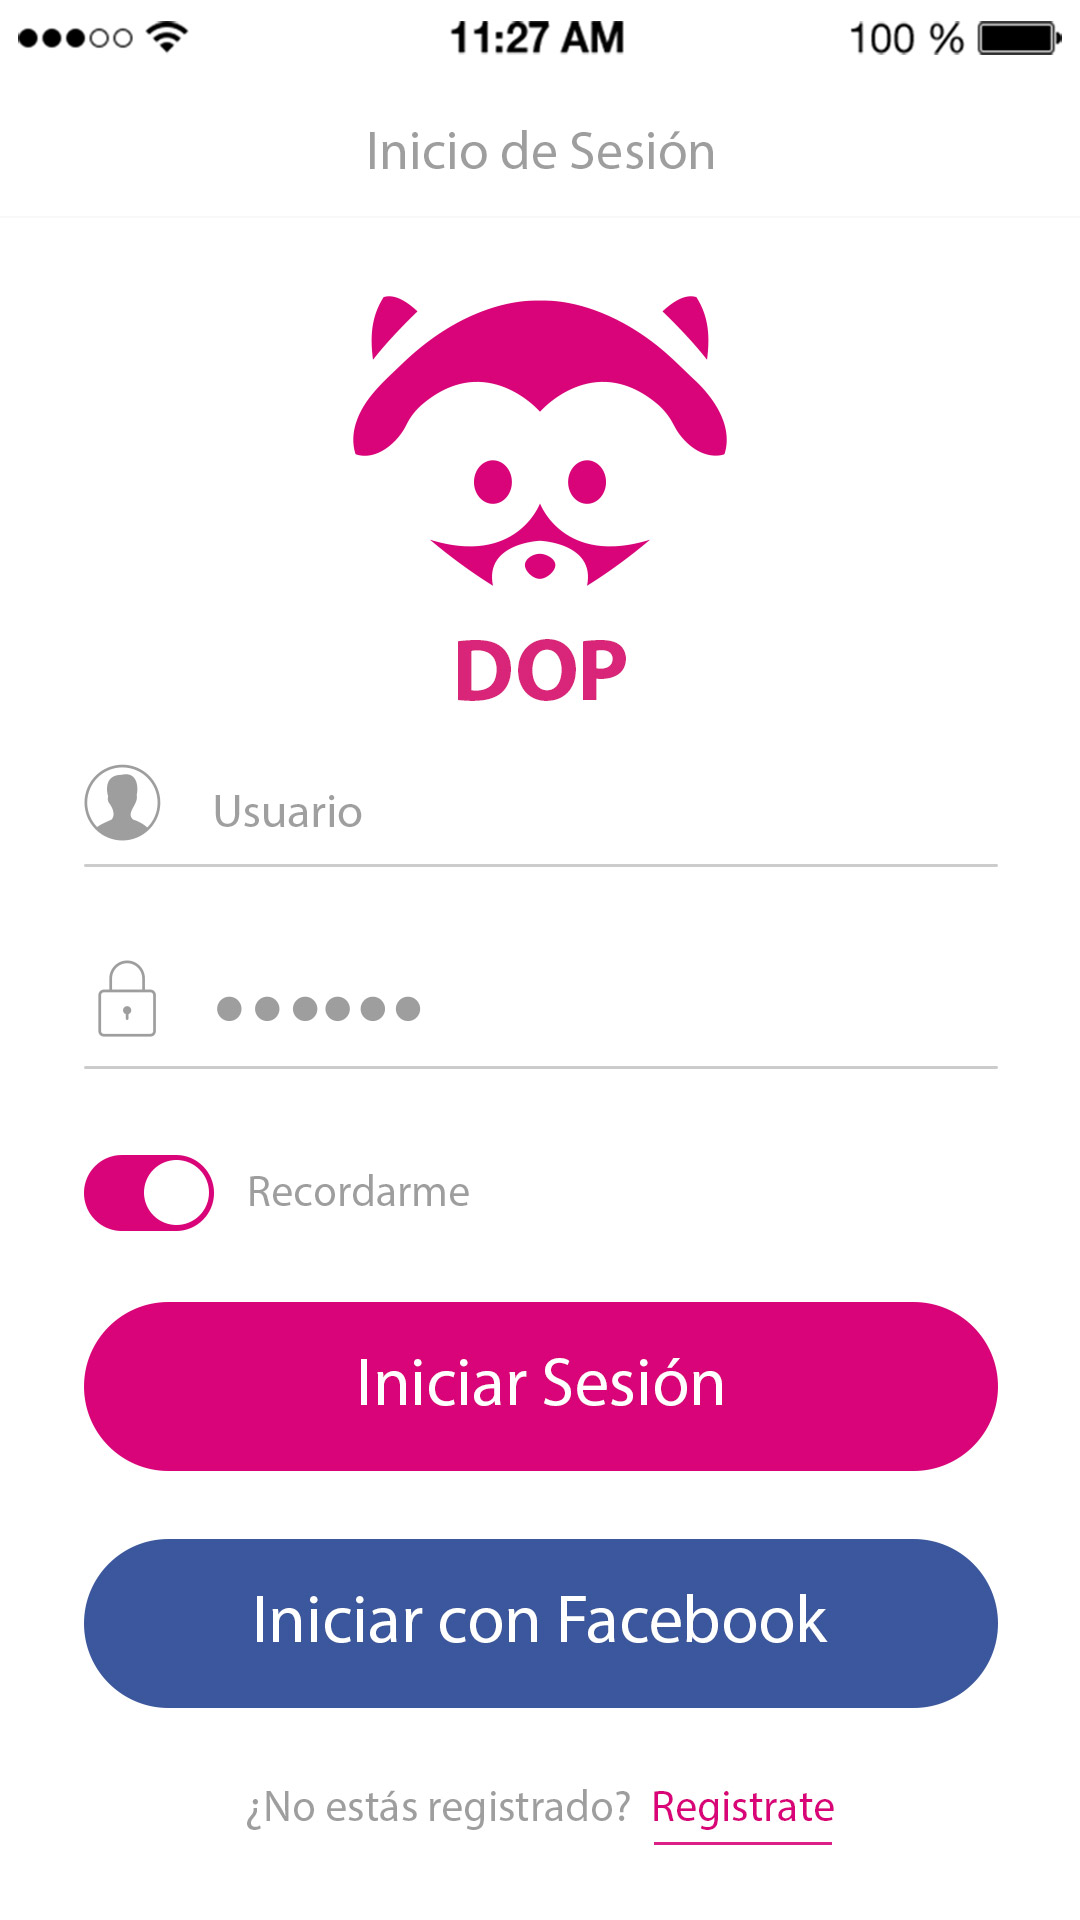 11:27 AM
100 %
Inicio de Sesión
DOP
Usuario
●●●●●●
Recordarme
Iniciar Sesión
Iniciar con Facebook
¿No estás registrado? Registrate